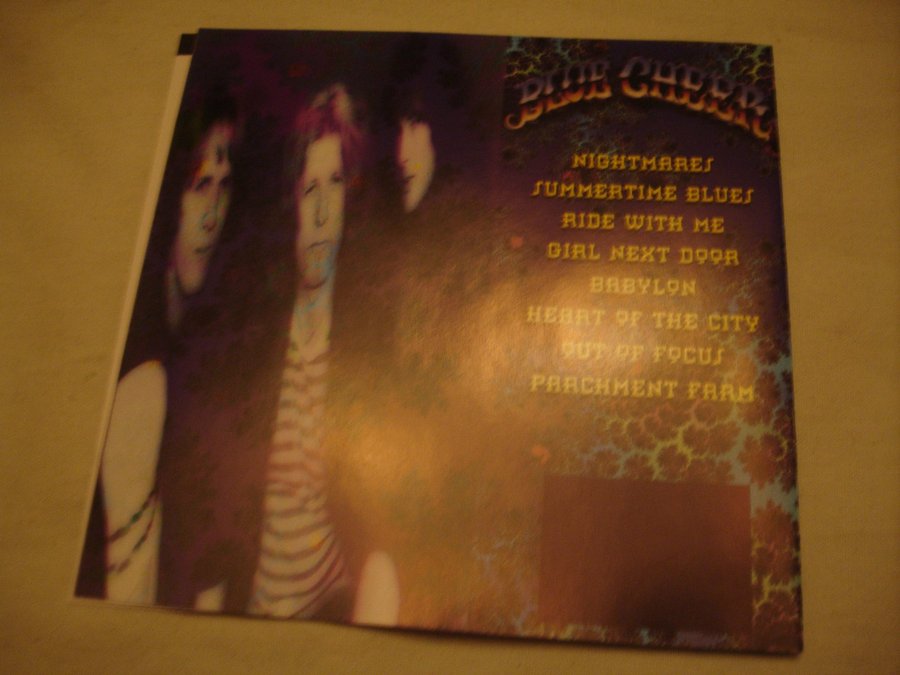 BLUE CHEER
NIGHTMARES
SUMMERTIME BLUES
RIDE WITH ME
GIRL NEXT DOOR
BABYLON
HEART OF THE CITY
OUT OF FOCUS
PARCHMENT FARM